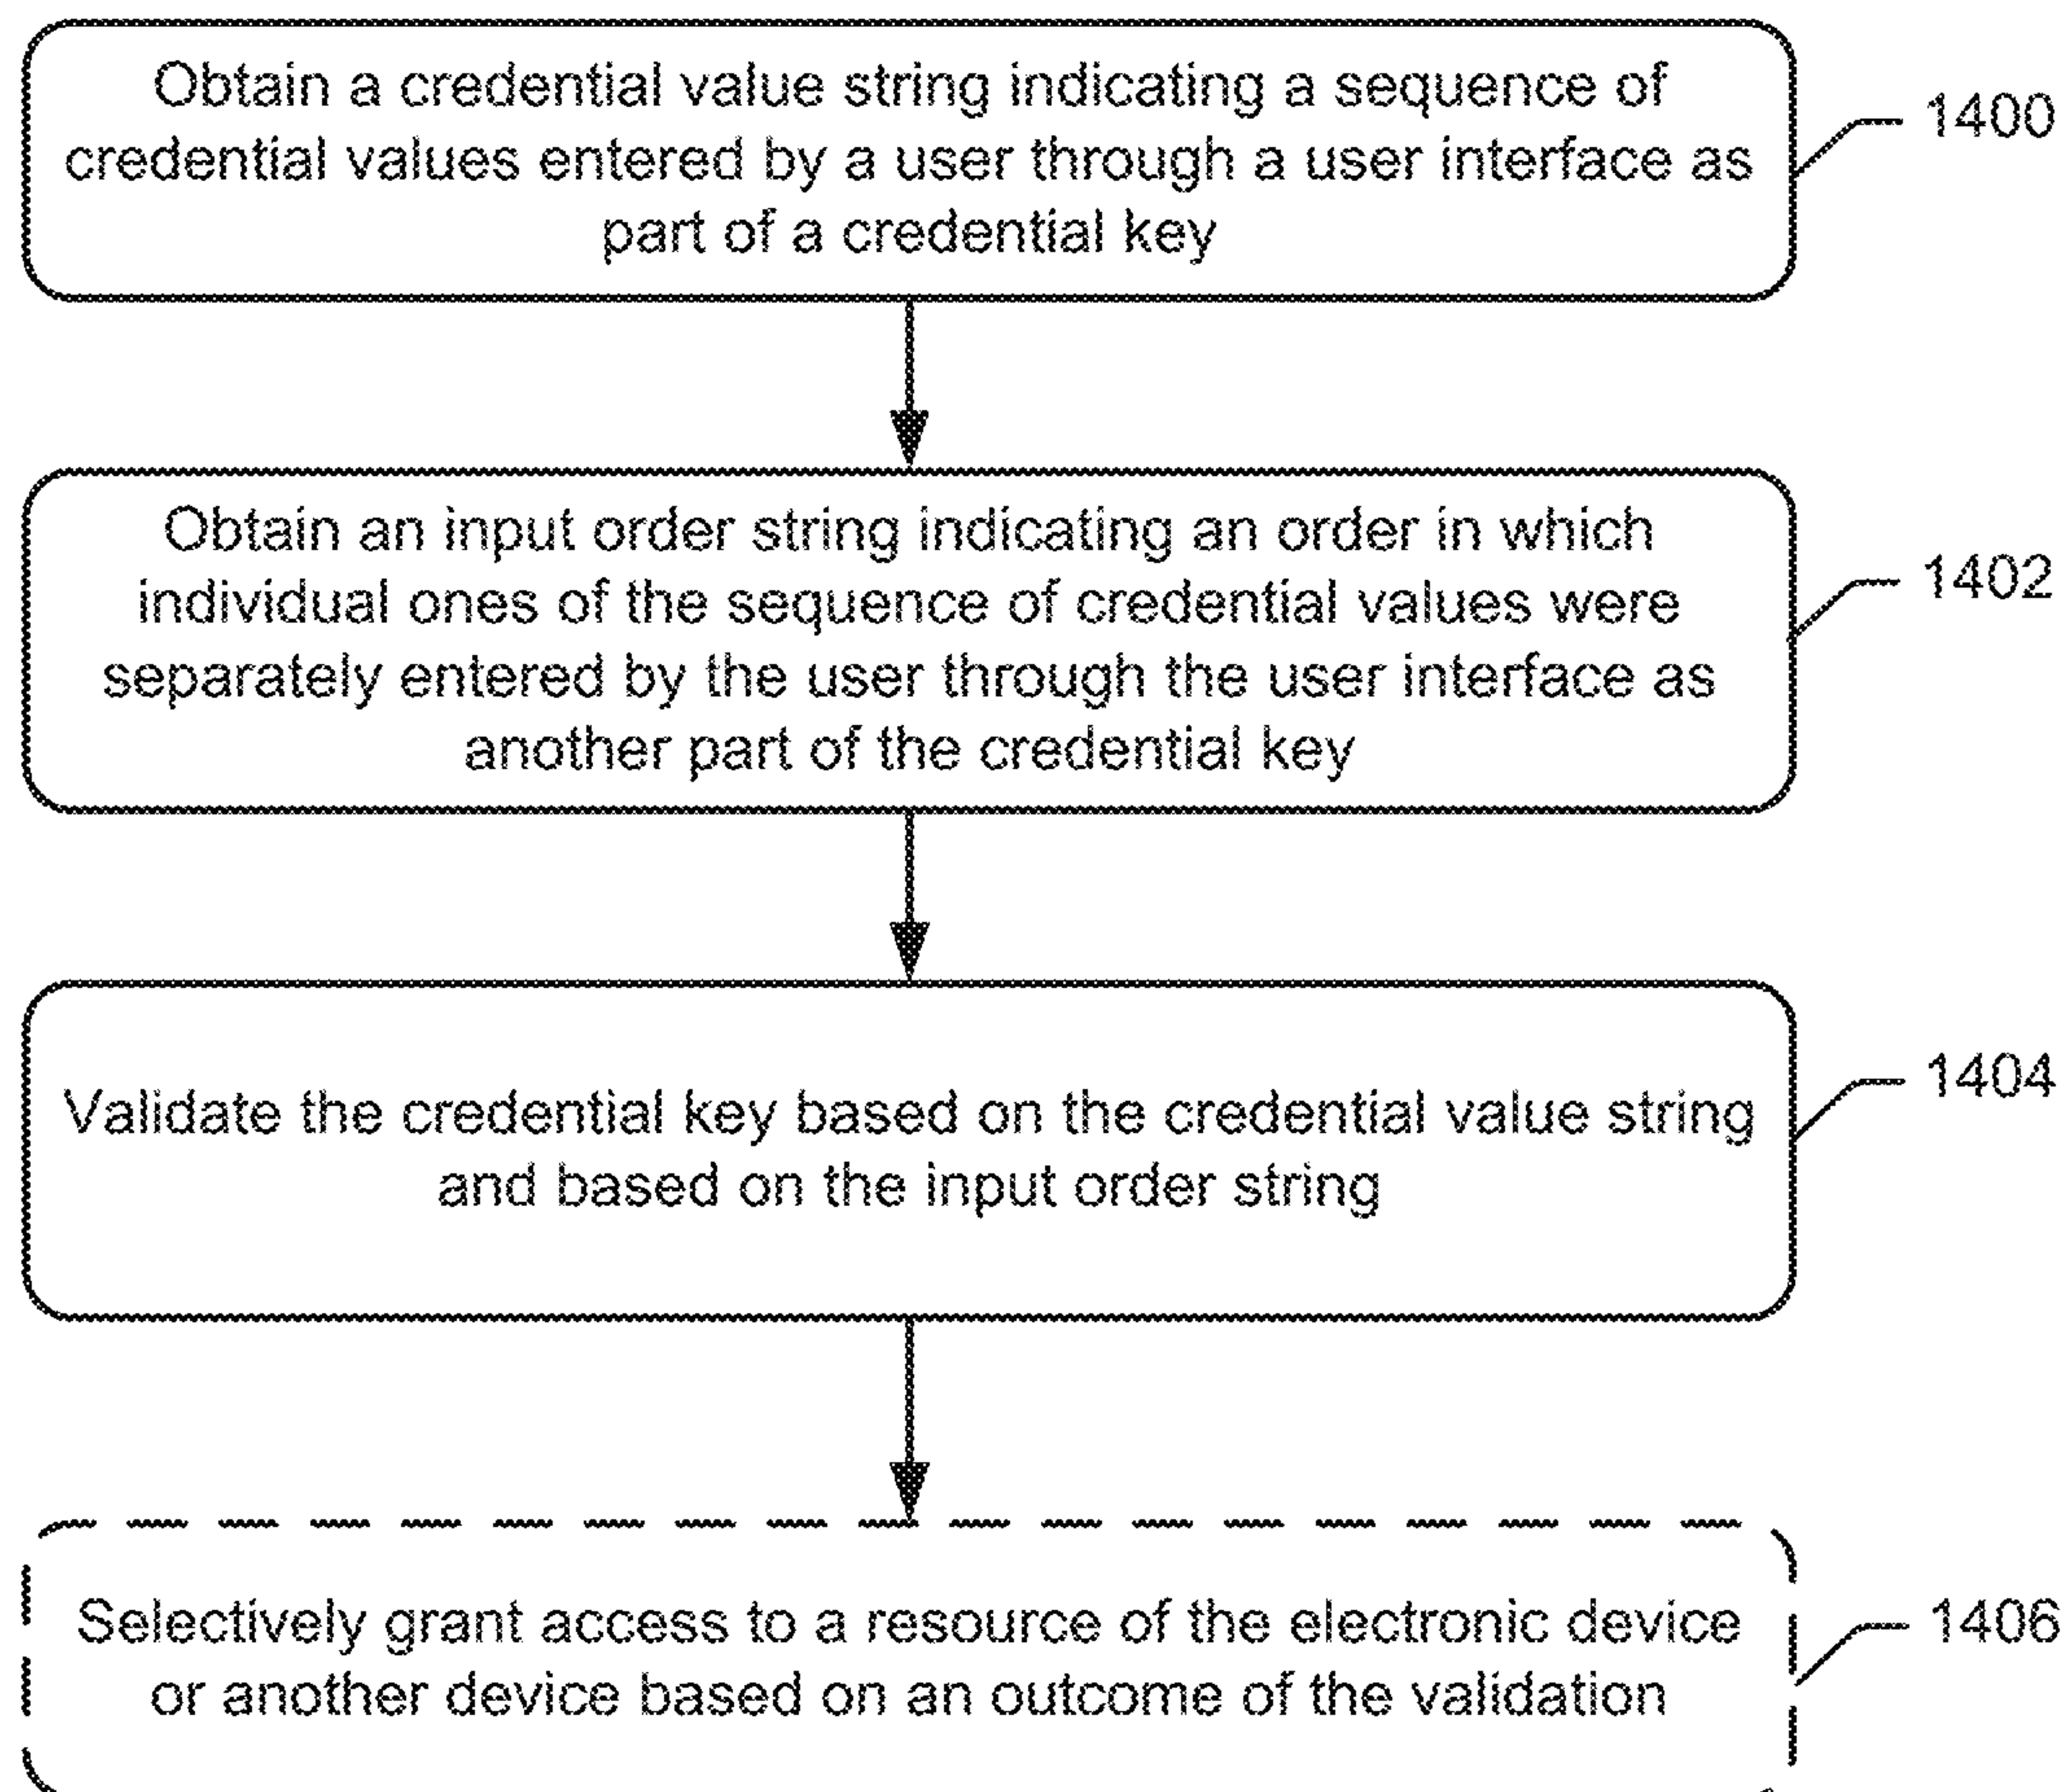 Obtain a credential value string indicating a sequence of
credential values entered by a user through a user interface as
part of a credential key
1400
Obtain an input order string indicating an order in which
individual ones of the sequence of credential values were
separately entered by the user through the user interface as
another part of the credential key
1402
Validate the credential key based on the credential value string
and based on the input order string
1404
Selectively grant access to a resource of the electronic device
or another device based on an outcome of the validation
1406